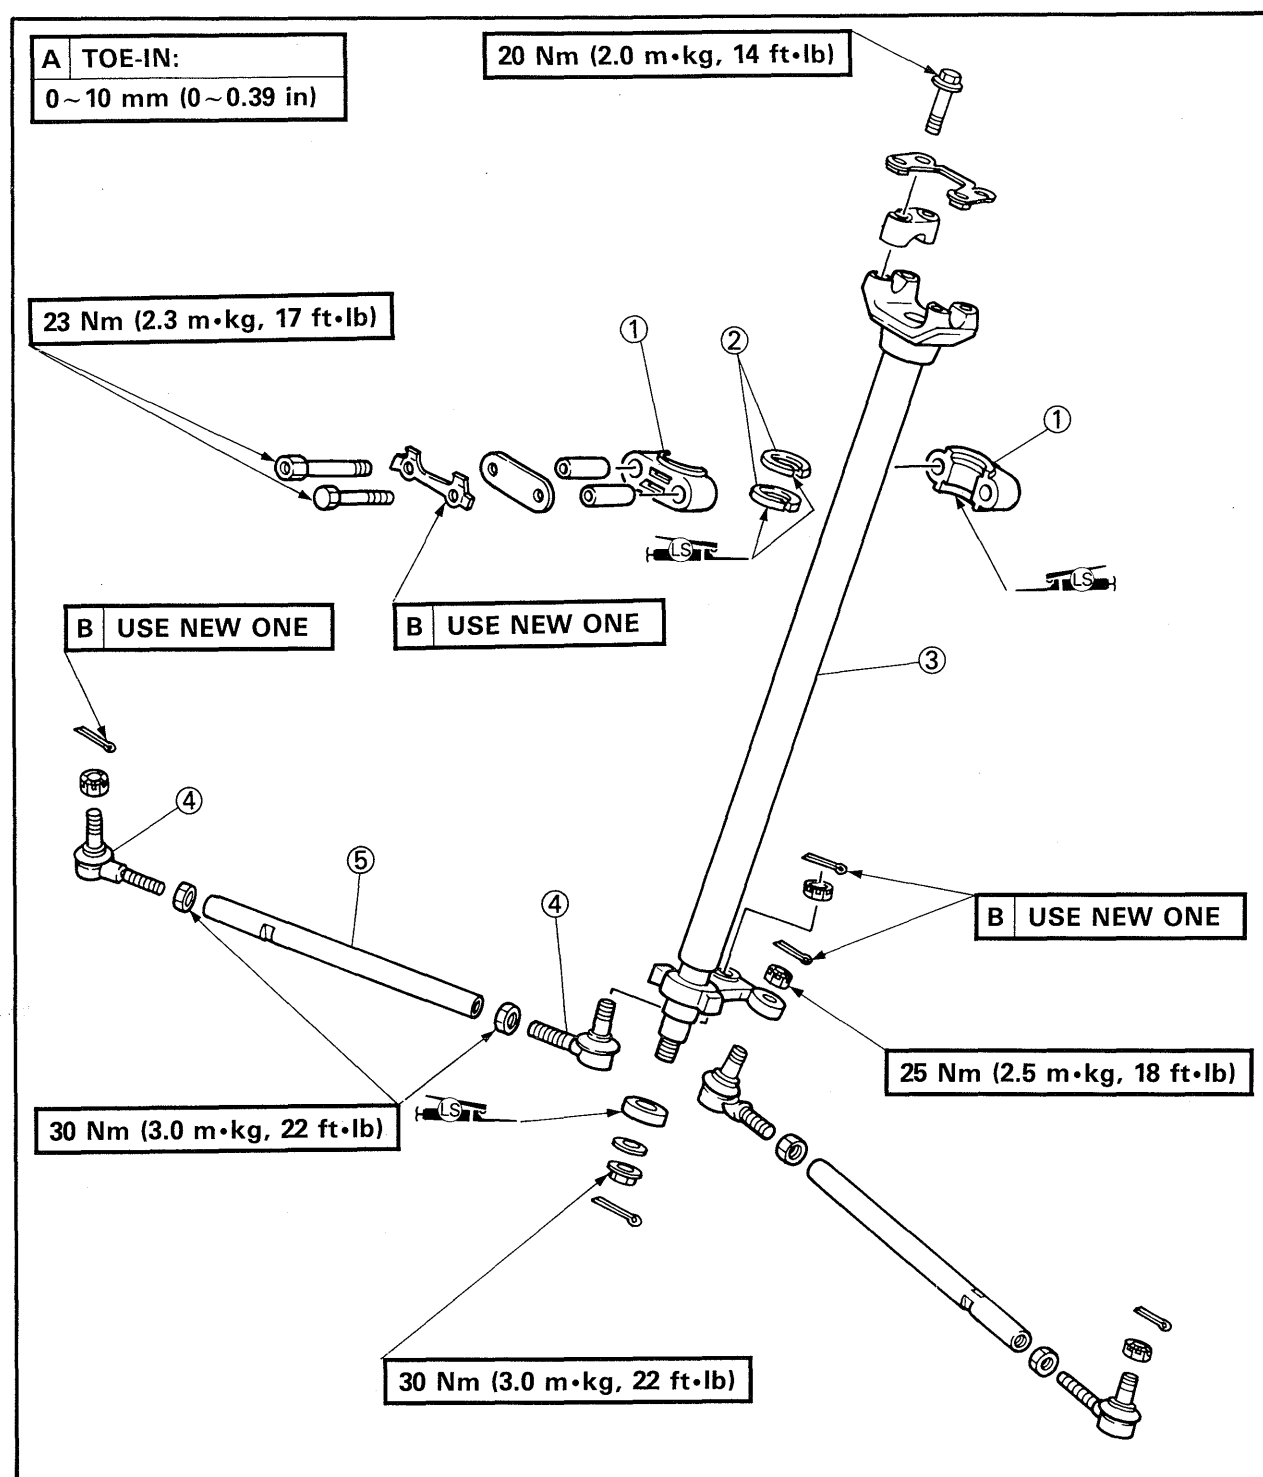 A TOE-IN:
0~10 mm (0~0.39 in)
20 Nm (2.0 m•kg, 14 ft•lb)
23 Nm (2.3 m•kg, 17 ft•lb)
1
2
1
LS
LS
B USE NEW ONE
B USE NEW ONE
3
4
5
4
B USE NEW ONE
25 Nm (2.5 m•kg, 18 ft•lb)
30 Nm (3.0 m•kg, 22 ft•lb)
LS
30 Nm (3.0 m•kg, 22 ft•lb)